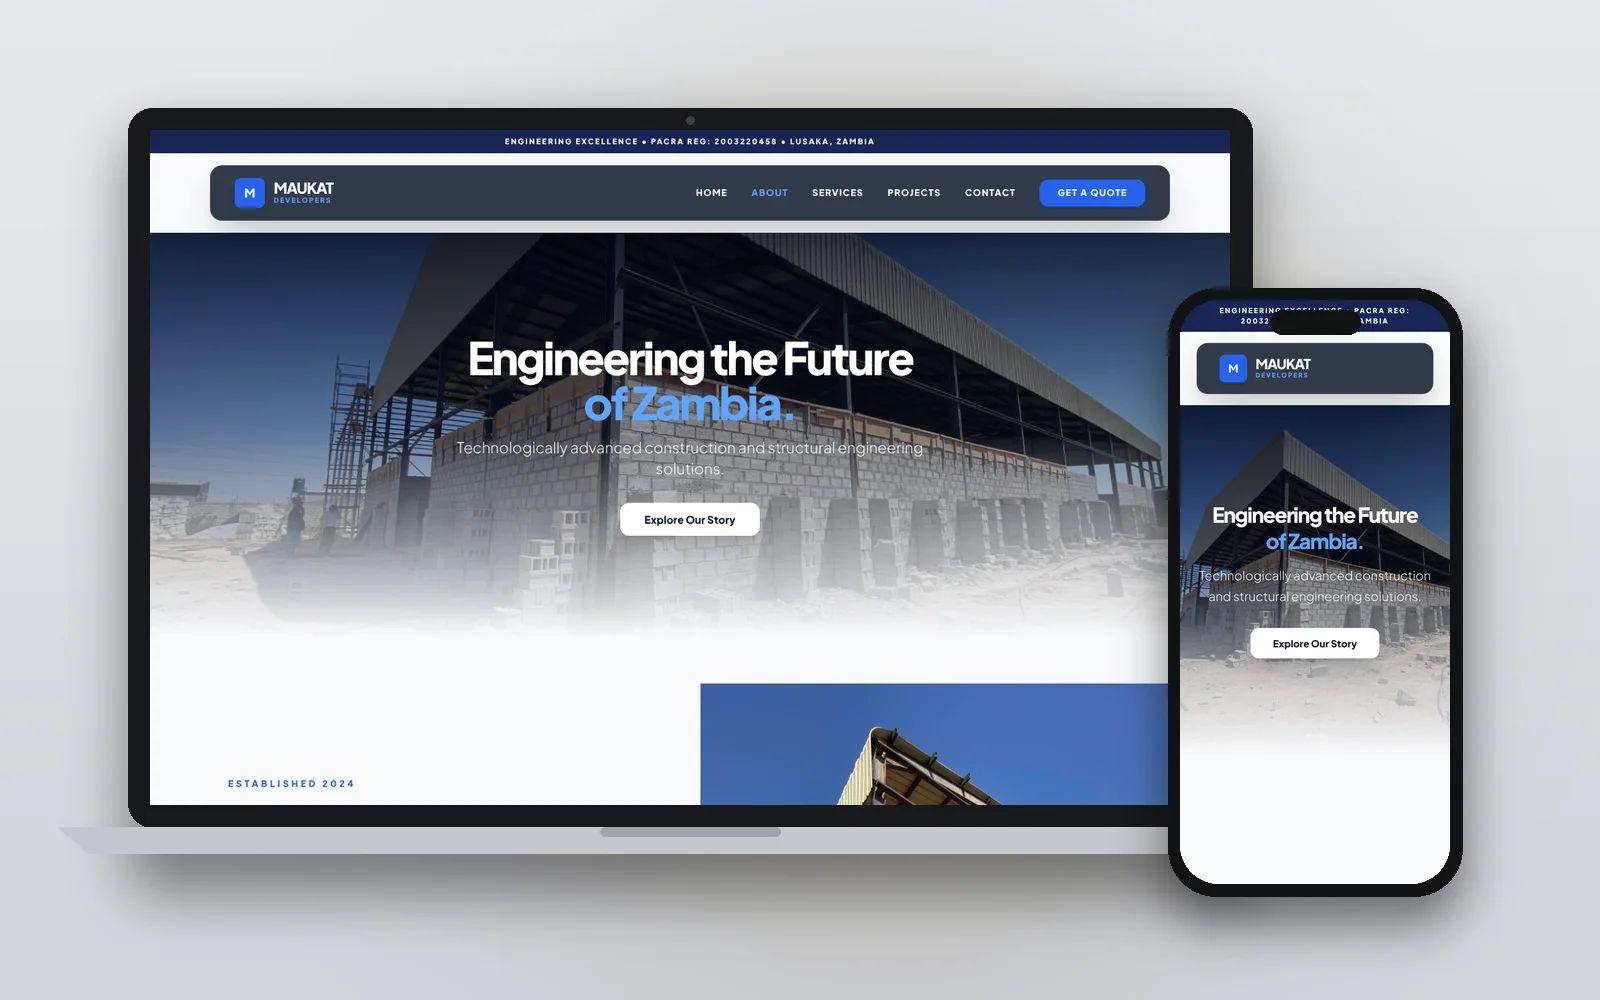 ENGINEERING EXCELLENCE • PACRA REG: 2003220458 • LUSAKA, ZAMBIA
M
MAUKAT
DEVELOPERS
HOME
ABOUT
SERVICES
PROJECTS
CONTACT
GET A QUOTE
Engineering the Future
of Zambia.
Technologically advanced construction and structural engineering
solutions.
Explore Our Story
ESTABLISHED 2024
ENGINEERING EXCELLENCE • PACRA REG:
M
MAUKAT
DEVELOPERS
Engineering the Future
of Zambia.
Technologically advanced construction
and structural engineering solutions.
Explore Our Story